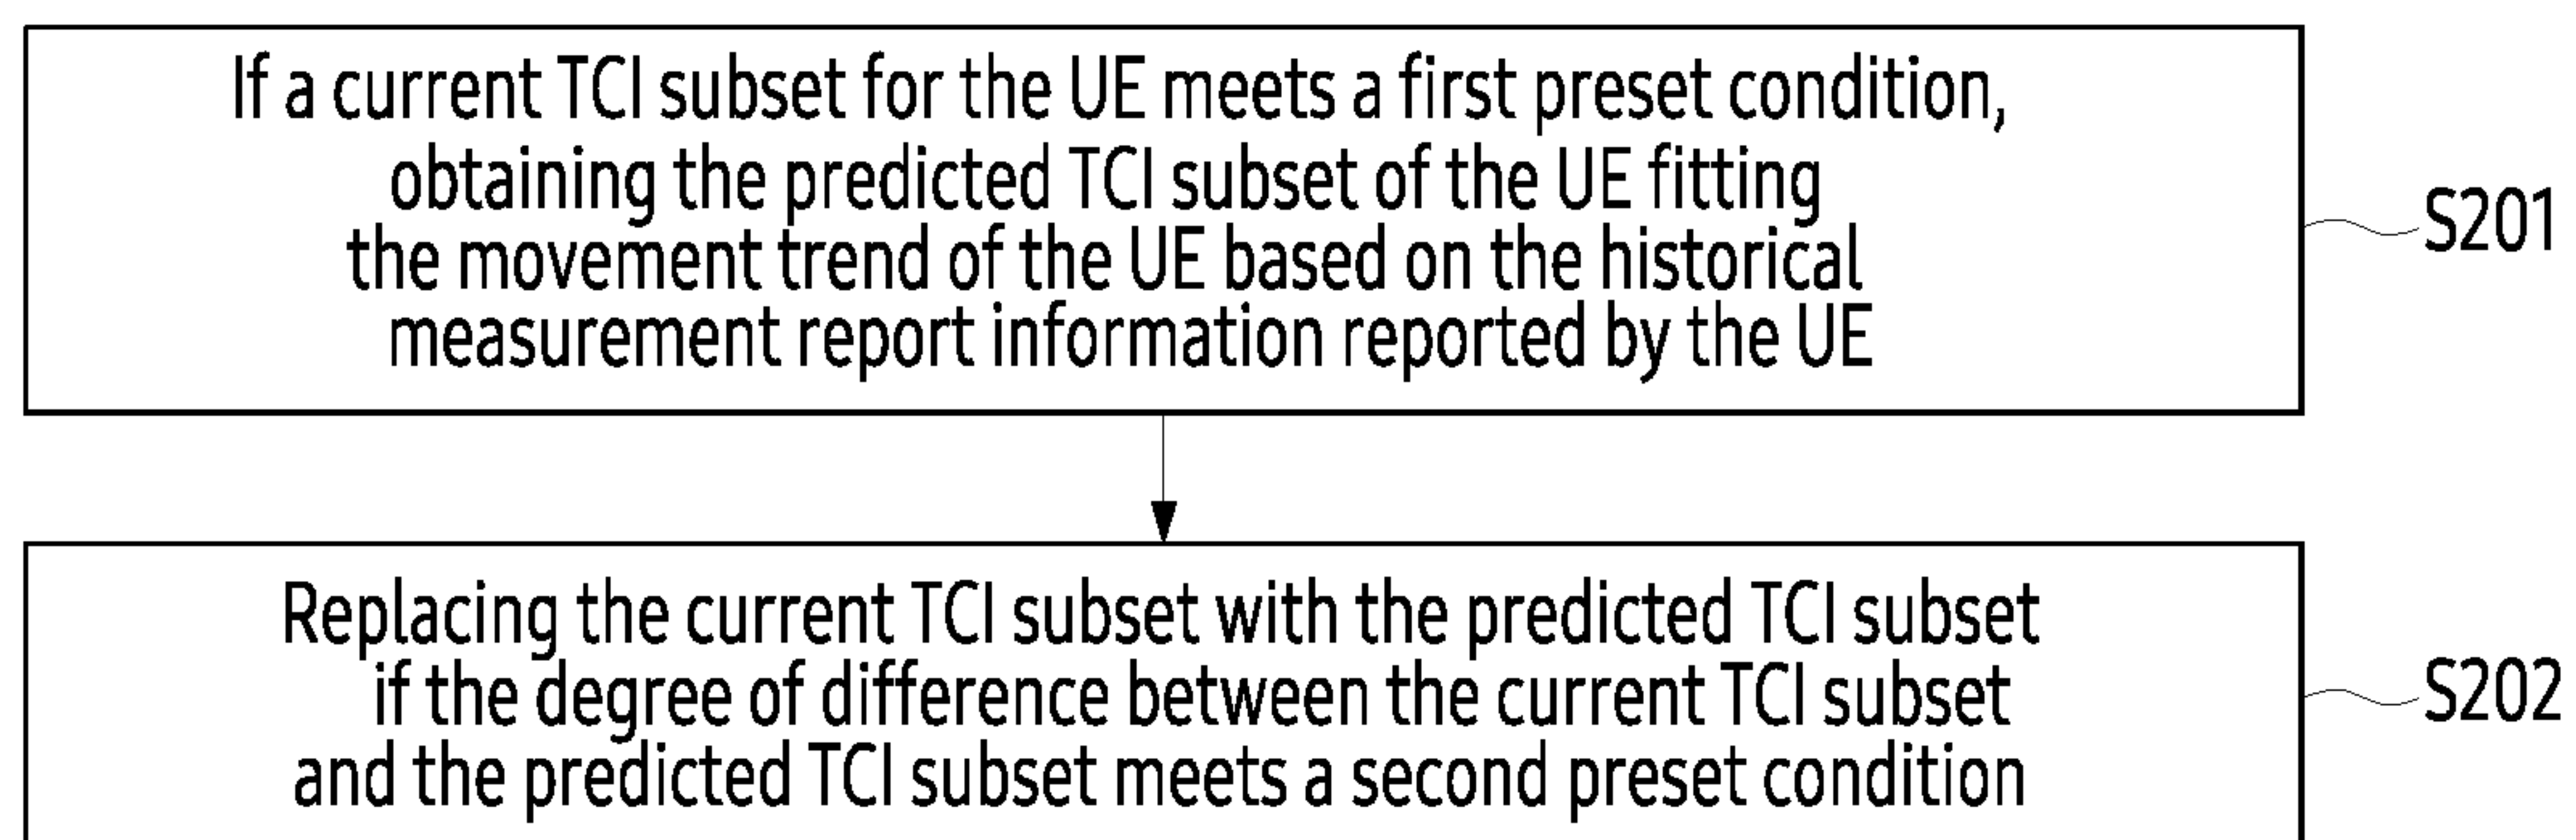 If a current TCI subset for the UE meets a first preset condition,
obtaining the predicted TCI subset of the UE fitting
the movement trend of the UE based on the historical
measurement report information reported by the UE
S201
Replacing the current TCI subset with the predicted TCI subset
if the degree of difference between the current TCI subset
and the predicted TCI subset meets a second preset condition
S202